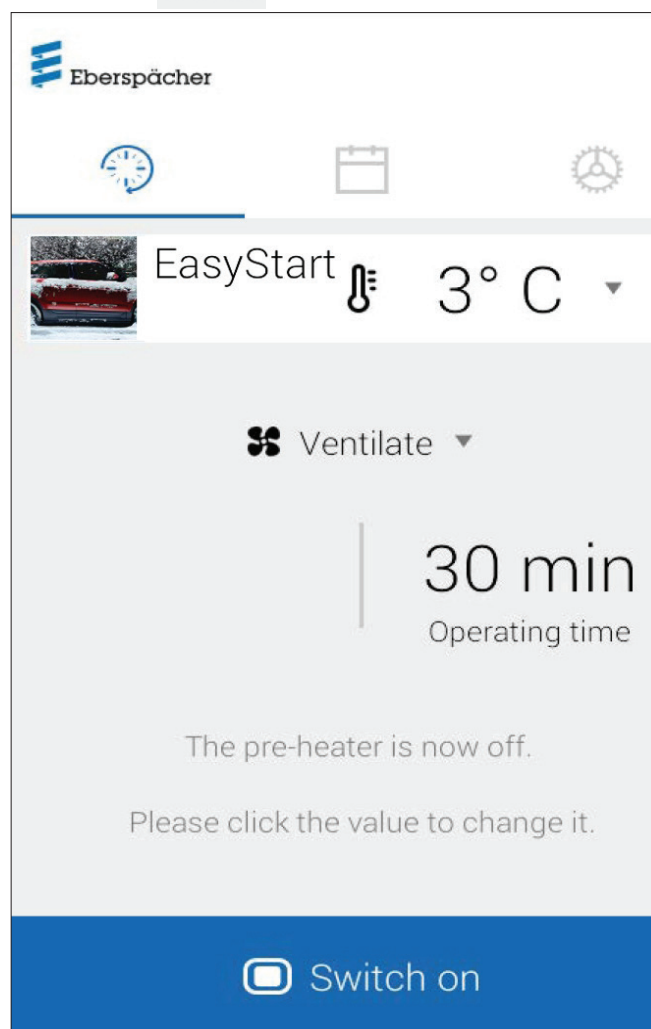 Eberspächer
EasyStart 3° C
Ventilate
30 min
Operating time
The pre-heater is now off.
Please click the value to change it.
Switch on